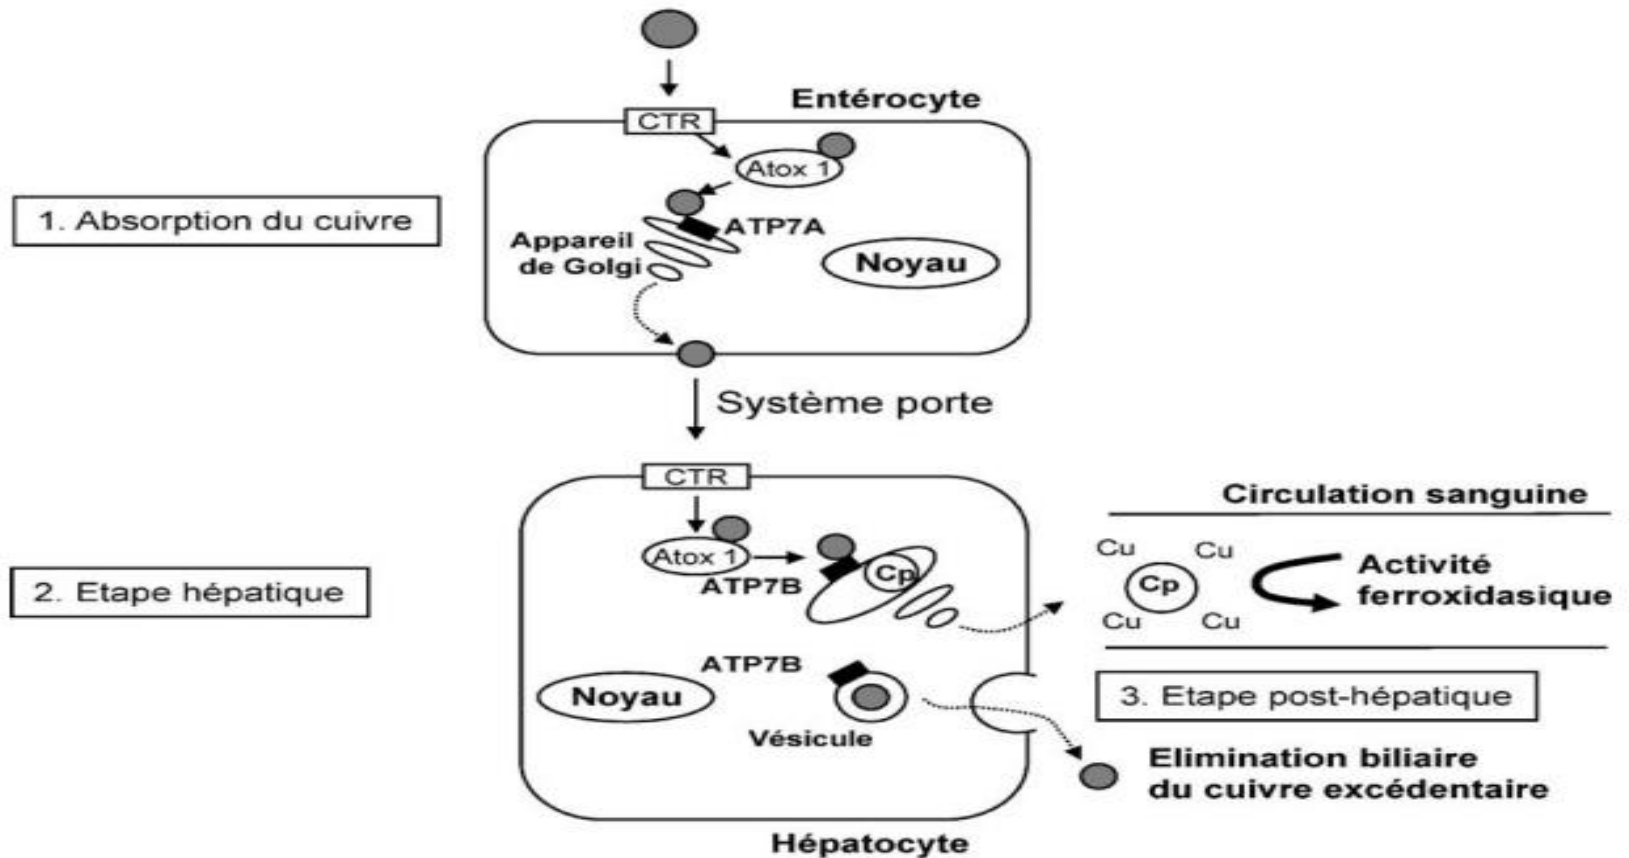 Entérocyte
CTR
Atox 1
1. Absorption du cuivre
ATP7A
Appareil
de Golgi
Noyau
Système porte
CTR
Circulation sanguine
Atox 1
ATP7B
Cp
Cu
Cu
Cp
Cu
Cu
Activité
ferroxidasique
2. Etape hépatique
ATP7B
Noyau
Vésicule
3. Etape post-hépatique
Elimination biliaire
du cuivre excédentaire
Hépatocyte